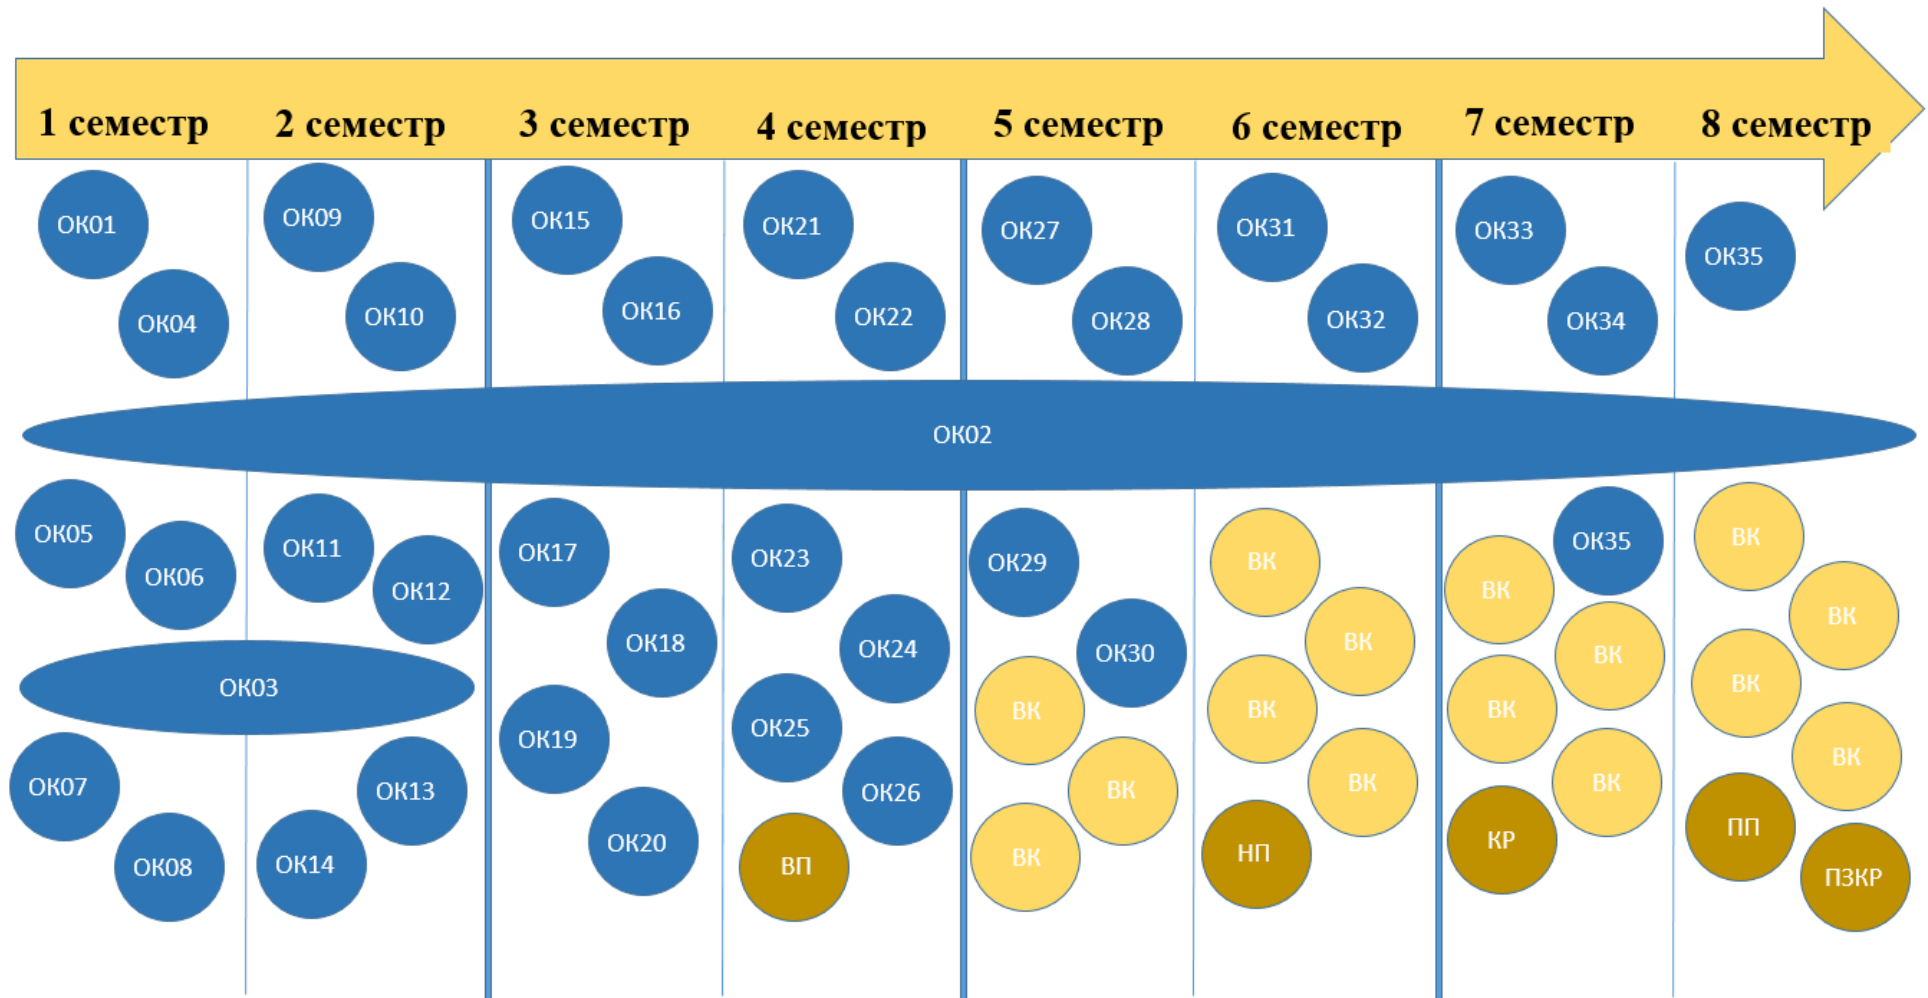 1 семестр
2 семестр
3 семестр
4 семестр
5 семестр
6 семестр
7 семестр
8 семестр
ОК01
ОК04
ОК09
ОК10
ОК15
ОК16
ОК21
ОК22
ОК27
ОК28
ОК31
ОК32
ОК33
ОК34
ОК35
ОК02
ОК05
ОК06
ОК11
ОК12
ОК17
ОК18
ОК23
ОК24
ОК29
ОК30
ВК
ВК
ОК35
ВК
ВК
ВК
ВК
ОК03
ОК07
ОК08
ОК13
ОК14
ОК19
ОК20
ОК25
ОК26
ВП
ВК
ВК
ВК
ВК
ВК
НП
ВК
ВК
КР
ВК
ВК
ПП
ПЗКР